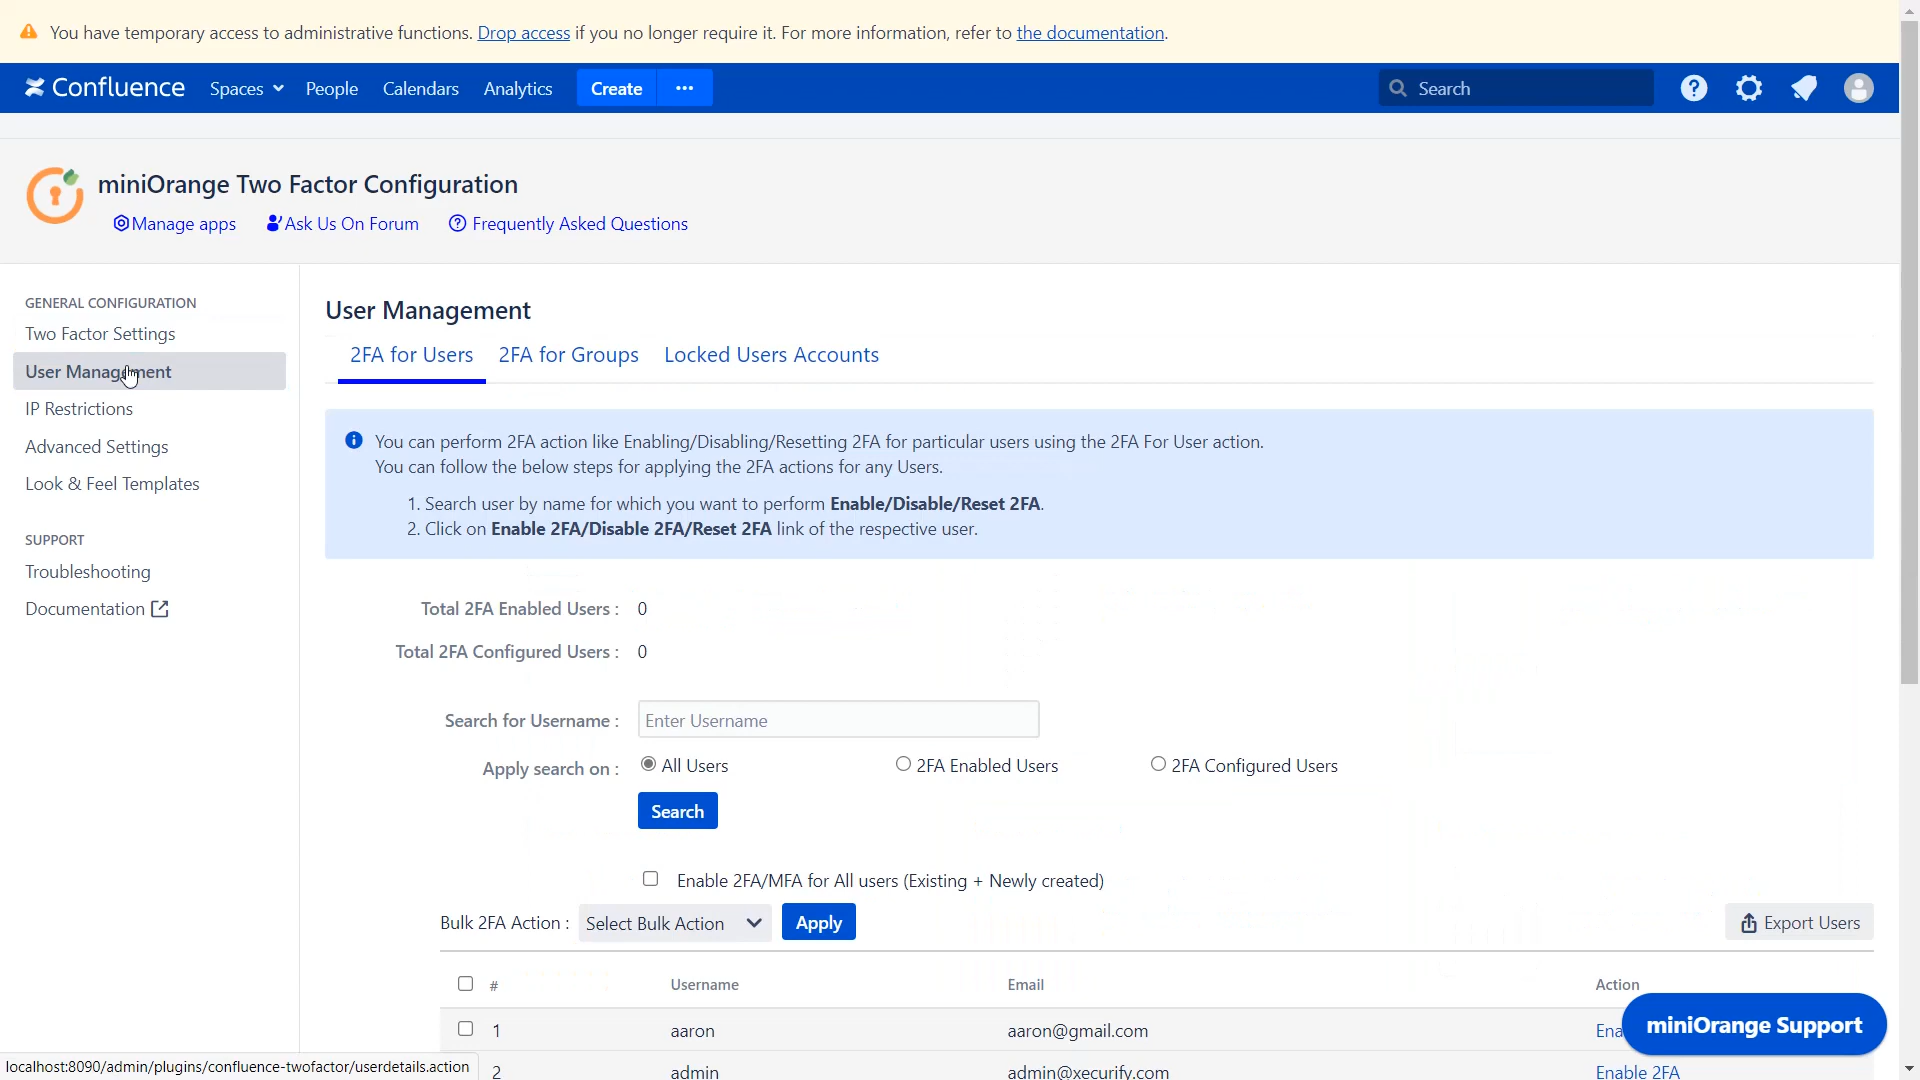 You have temporary access to administrative functions. Drop access if you no longer require it. For more information, refer to the documentation.
Confluence Spaces People Calendars Analytics Create ... Search
miniOrange Two Factor Configuration
Manage apps Ask Us On Forum Frequently Asked Questions
GENERAL CONFIGURATION
Two Factor Settings
User Management
IP Restrictions
Advanced Settings
Look & Feel Templates
SUPPORT
Troubleshooting
Documentation
User Management
2FA for Users 2FA for Groups Locked Users Accounts
You can perform 2FA action like Enabling/Disabling/Resetting 2FA for particular users using the 2FA For User action.
You can follow the below steps for applying the 2FA actions for any Users.
1. Search user by name for which you want to perform Enable/Disable/Reset 2FA.
2. Click on Enable 2FA/Disable 2FA/Reset 2FA link of the respective user.
Total 2FA Enabled Users : 0
Total 2FA Configured Users : 0
Search for Username : Enter Username
Apply search on : All Users 2FA Enabled Users 2FA Configured Users
Search
Enable 2FA/MFA for All users (Existing + Newly created)
Bulk 2FA Action : Select Bulk Action Apply Export Users
# Username Email Action
1 aaron aaron@gmail.com Ena
2 admin admin@xecurify.com Enable 2FA
miniOrange Support
localhost:8090/admin/plugins/confluence-twofactor/userdetails.action